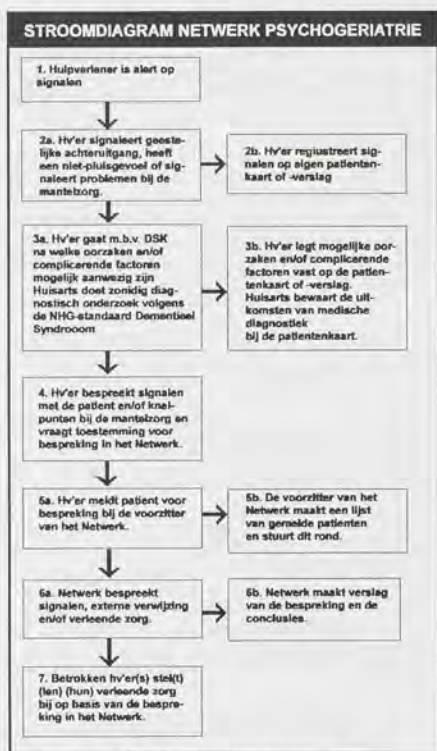 STROOMDIAGRAM NETWERK PSYCHOGERIATRIE
1. Hulpverlener is alert op
signalen
2a. Hv'er signaleert geeste-
lijke achteruitgang, heeft
een niet-pluisgevoel of sig-
naleert problemen bij de
mantelzorg.
2b. Hv'er registreert sig-
nalen op eigen patienten-
kaart of -verslag
3a. Hv'er gaat m.b.v. DSK
na welke oorzaken en/of
complicerende factoren
mogelijk aanwezig zijn
Huisarts doet zonidig diag-
nostisch onderzoek volgens
de NHG-standaard Dementieel
Syndrooom
3b. Hv'er legt mogelijke oor-
zaken en/of complicerende
factoren vast op de patien-
tenkaart of -verslag.
Huisarts bewaart de uit-
komsten van medische
diagnostiek
bij de patientenkaart.
4. Hv'er bespreekt signalen
met de patient en/of knel-
punten bij de mantelzorg en
vraagt toestemming voor
bespreking in het Netwerk.
5a. Hv'er meldt patient voor
bespreking bij de voorzitter
van het Netwerk.
5b. De voorzitter van het
Netwerk maakt een lijst
van gemelde patienten
en stuurt dit rond.
6a. Netwerk bespreekt
signalen, externe verwijzing
en/of verleende zorg.
6b. Netwerk maakt verslag
van de bespreking en de
conclusies.
7. Betrokken hv'er(s) stel(t)
(len) (hun) verleende zorg
bij op basis van de bespre-
king in het Netwerk.